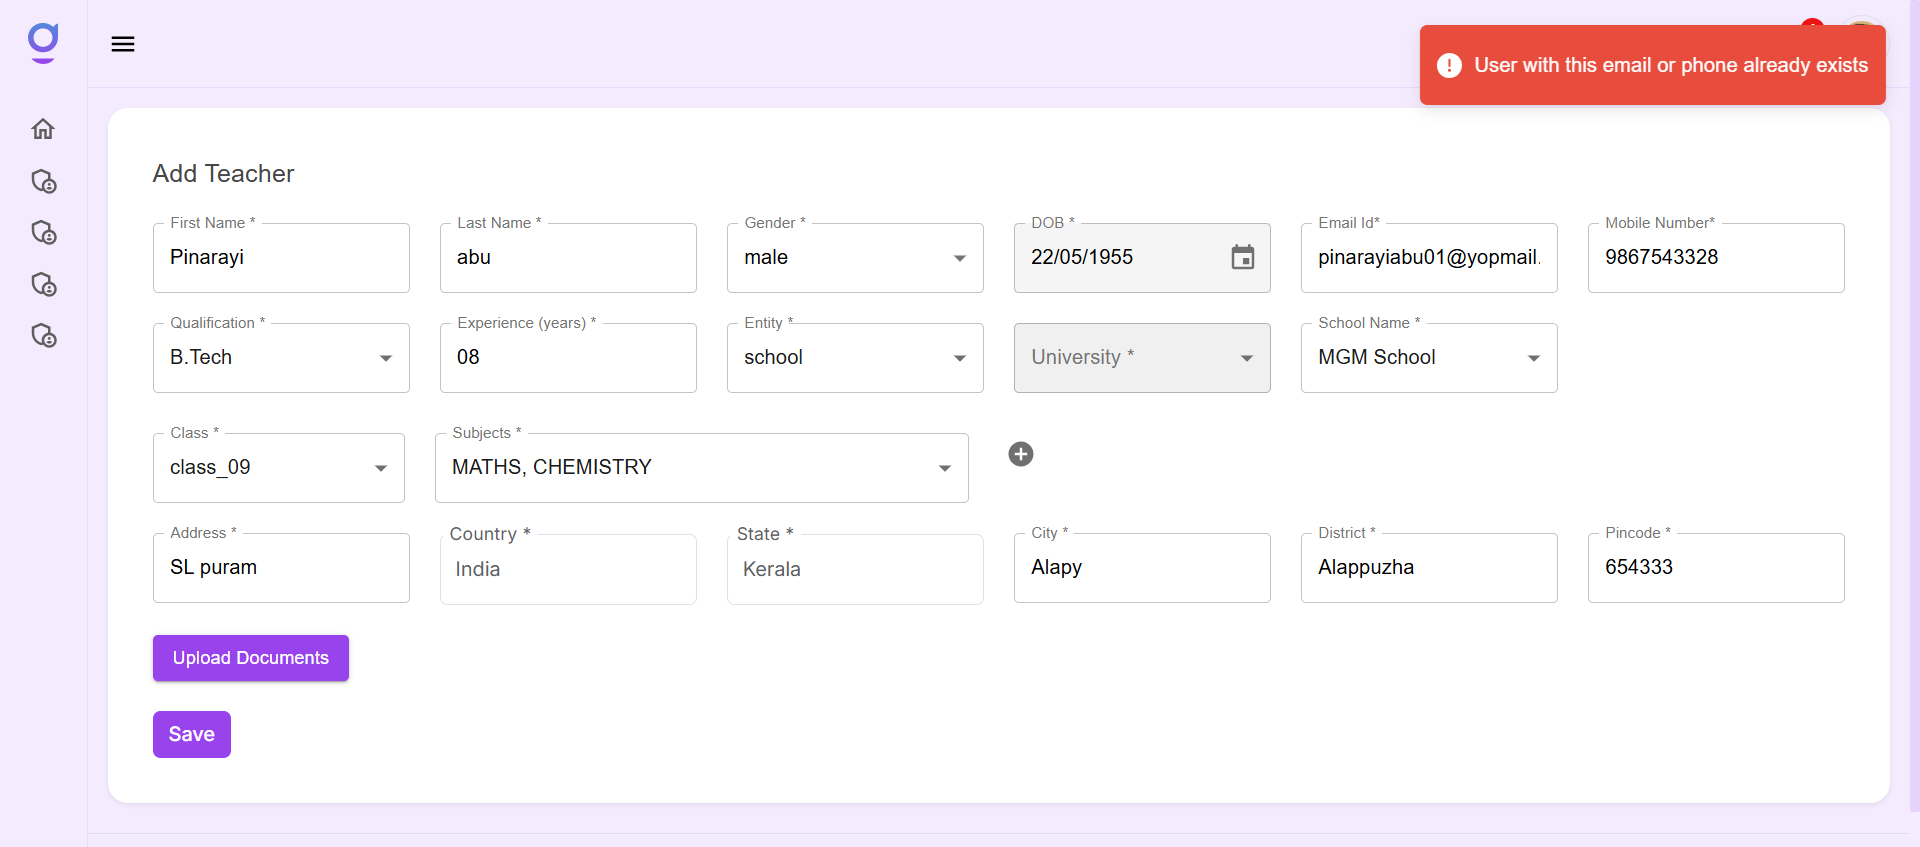 User with this email or phone already exists
Add Teacher
First Name *
Pinarayi
Last Name *
abu
Gender *
male
DOB *
22/05/1955
Email Id*
pinarayiabu01@yopmail.
Mobile Number*
9867543328
Qualification *
B.Tech
Experience (years) *
08
Entity *
school
University *
School Name *
MGM School
Class *
class_09
Subjects *
MATHS, CHEMISTRY
Address *
SL puram
Country *
India
State *
Kerala
City *
Alapy
District *
Alappuzha
Pincode *
654333
Upload Documents
Save